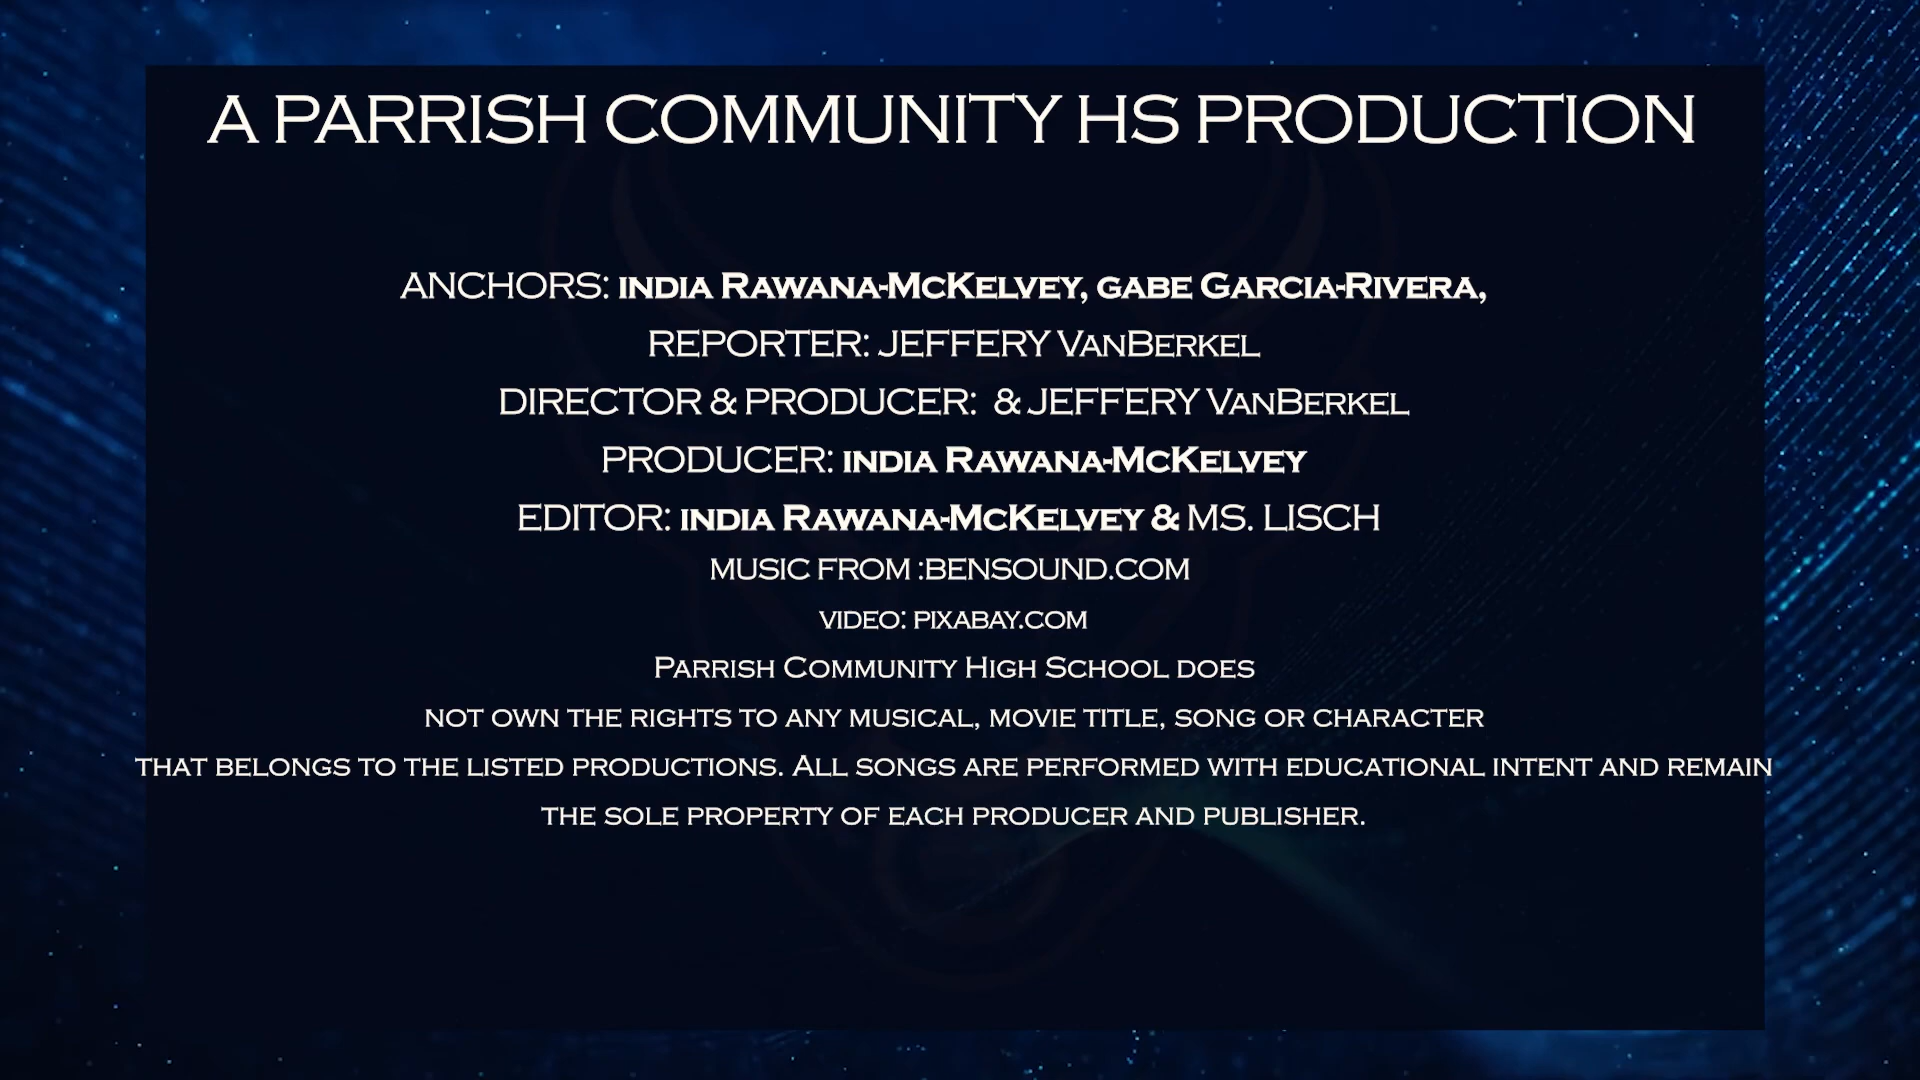 A PARRISH COMMUNITY HS PRODUCTION
ANCHORS: INDIA RAWANA-MCKELVEY, GABE GARCIA-RIVERA,
REPORTER: JEFFERY VANBERKEL
DIRECTOR & PRODUCER: & JEFFERY VANBERKEL
PRODUCER: INDIA RAWANA-MCKELVEY
EDITOR: INDIA RAWANA-MCKELVEY & MS. LISCH
MUSIC FROM :BENSOUND.COM
VIDEO: PIXABAY.COM
PARRISH COMMUNITY HIGH SCHOOL DOES
NOT OWN THE RIGHTS TO ANY MUSICAL, MOVIE TITLE, SONG OR CHARACTER
THAT BELONGS TO THE LISTED PRODUCTIONS. ALL SONGS ARE PERFORMED WITH EDUCATIONAL INTENT AND REMAIN
THE SOLE PROPERTY OF EACH PRODUCER AND PUBLISHER.